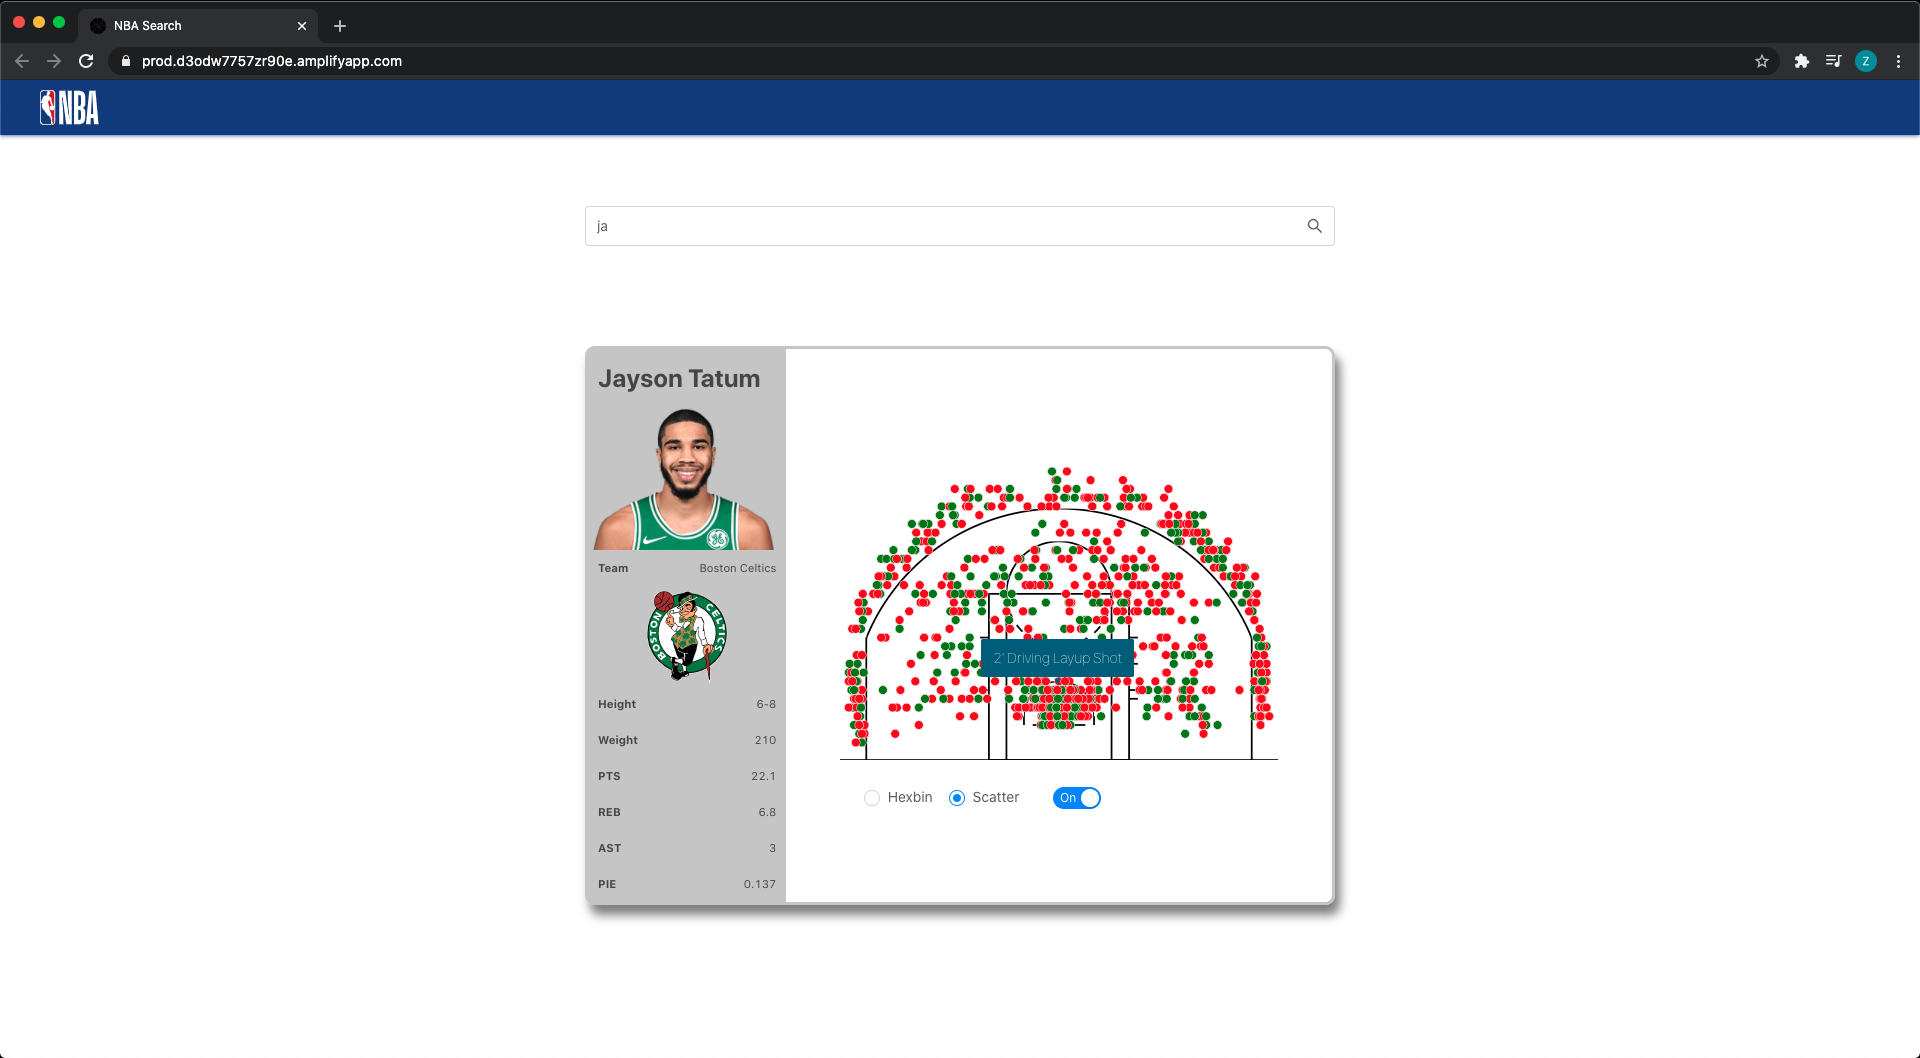 NBA Search
prod.d3odw7757zr90e.amplifyapp.com
Z
NBA
ja
Jayson Tatum
Team Boston Celtics
BOSTON CELTICS
Height 6-8
Weight 210
PTS 22.1
REB 6.8
AST 3
PIE 0.137
2' Driving Layup Shot
Hexbin Scatter On